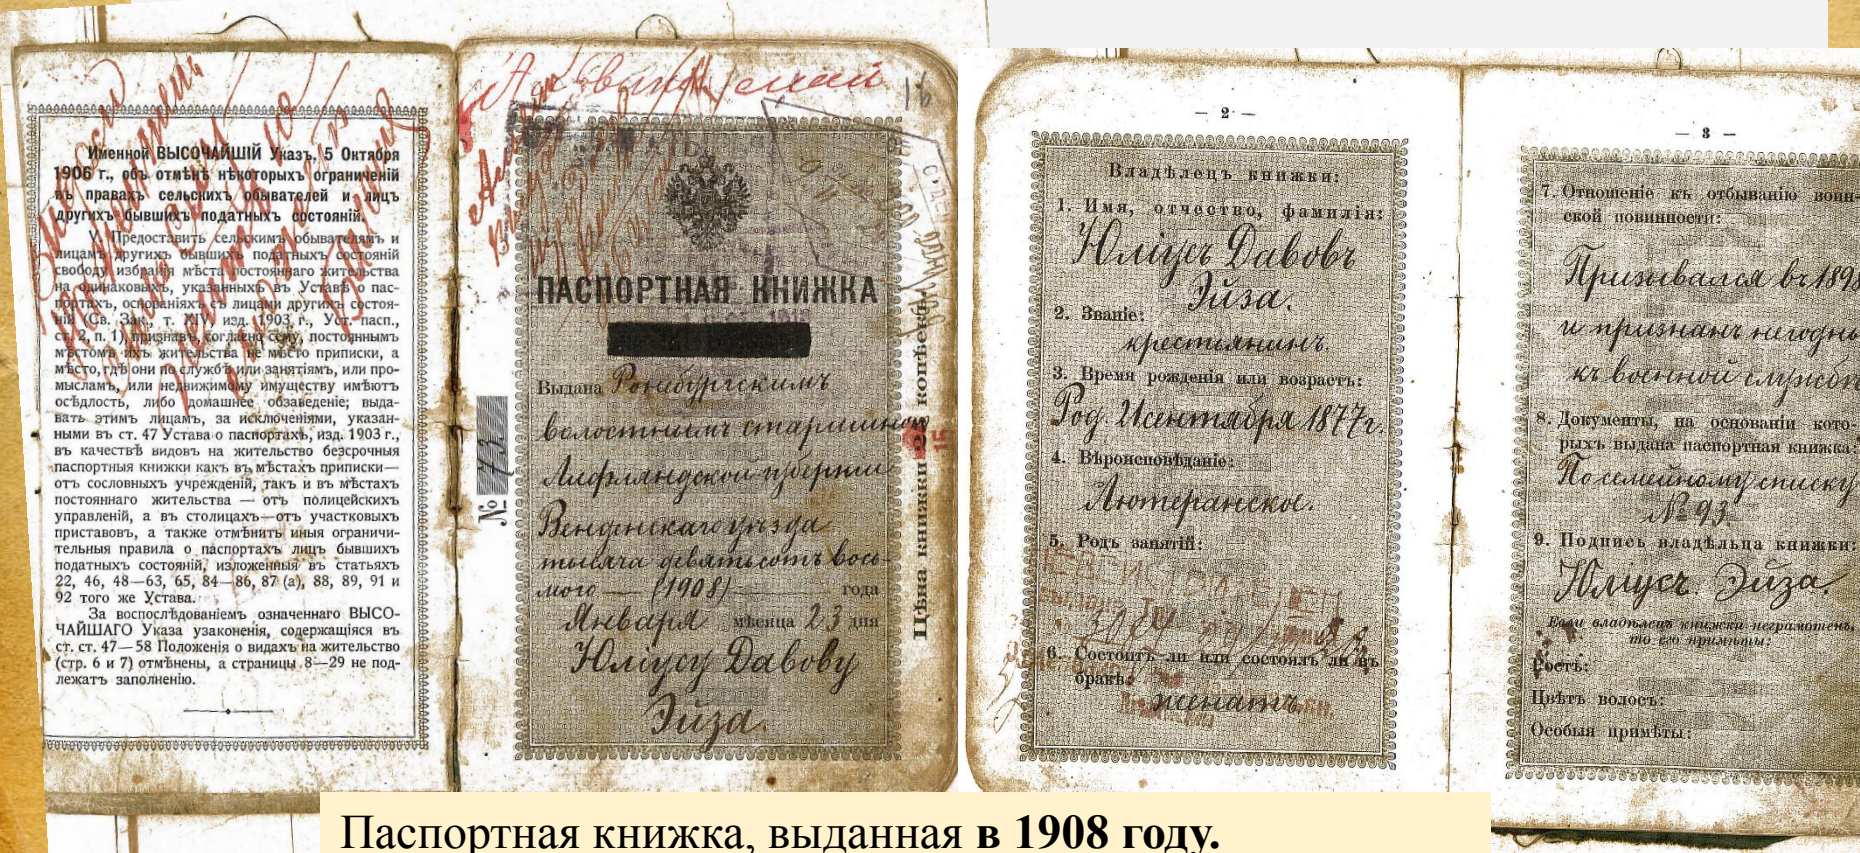 Именной ВЫСОЧАЙШІЙ Указъ, 5 Октября
1906 г., объ отмѣнѣ нѣкоторыхъ ограниченій
въ правахъ сельскихъ обывателей и лицъ
другихъ бывшихъ податныхъ состояній.
V. Предоставить сельскимъ обывателямъ и
лицамъ другихъ бывшихъ податныхъ состояній
свободу избранія мѣста постояннаго жительства
на одинаковыхъ, указанныхъ въ Уставѣ о пас-
портахъ, основаніяхъ съ лицами другихъ состоя-
ній (Св. Зак., т. XIV, изд. 1903 г., Уст. пасп.,
ст. 2, п. 1), признавъ, согласно сему, постояннымъ
мѣстомъ ихъ жительства не мѣсто приписки, а
мѣсто, гдѣ они по службѣ или занятіямъ, или про-
мысламъ, или недвижимому имуществу имѣютъ
осѣдлость, либо домашнее обзаведеніе; выда-
вать этимъ лицамъ, за исключеніями, указан-
ными въ ст. 47 Устава о паспортахъ, изд. 1903 г.,
въ качествѣ видовъ на жительство безсрочныя
паспортныя книжки какъ въ мѣстахъ приписки—
отъ сословныхъ учрежденій, такъ и въ мѣстахъ
постояннаго жительства — отъ полицейскихъ
управленій, а въ столицахъ—отъ участковыхъ
приставовъ, а также отмѣнить иныя ограничи-
тельныя правила о паспортахъ лицъ бывшихъ
податныхъ состояній, изложенныя въ статьяхъ
22, 46, 48—63, 65, 84—86, 87 (а), 88, 89, 91 и
92 того же Устава.
За воспослѣдованіемъ означеннаго ВЫСО-
ЧАЙШАГО Указа узаконенія, содержащіяся въ
ст. ст. 47—58 Положенія о видахъ на жительство
(стр. 6 и 7) отмѣнены, а страницы 8—29 не под-
лежатъ заполненію.
16
ПАСПОРТНАЯ КНИЖКА
Выдана Ронебургскимъ
волостнымъ старшиною
Лифляндской губерніи
Венденскаго уѣзда
тысяча девятьсотъ вось-
мого — (1908) — года
Января мѣсяца 23 дня
Юліусу Давову
Эйза.
№ 73
Цѣна книжки 15 копѣекъ.
— 2 —
Владѣлецъ книжки:
1. Имя, отчество, фамилія:
Юліусъ Давовъ
Эйза.
2. Званіе:
крестьянинъ.
3. Время рожденія или возрастъ:
Род. 21 сентября 1877 г.
4. Вѣроисповѣданіе:
Лютеранское.
5. Родъ занятій:
6. Состоитъ ли или состоялъ ли въ
бракѣ:
женатъ.
— 3 —
7. Отношеніе къ отбыванію воин-
ской повинности:
Призывался въ 1898
и признанъ негодн
къ военной службѣ
8. Документы, на основаніи кото-
рыхъ выдана паспортная книжка:
По семейному списку
№ 93
9. Подпись владѣльца книжки:
Юліусъ Эйза.
Если владѣлецъ книжки неграмотенъ,
то его примѣты:
Ростъ:
Цвѣтъ волосъ:
Особыя примѣты:
Паспортная книжка, выданная в 1908 году.